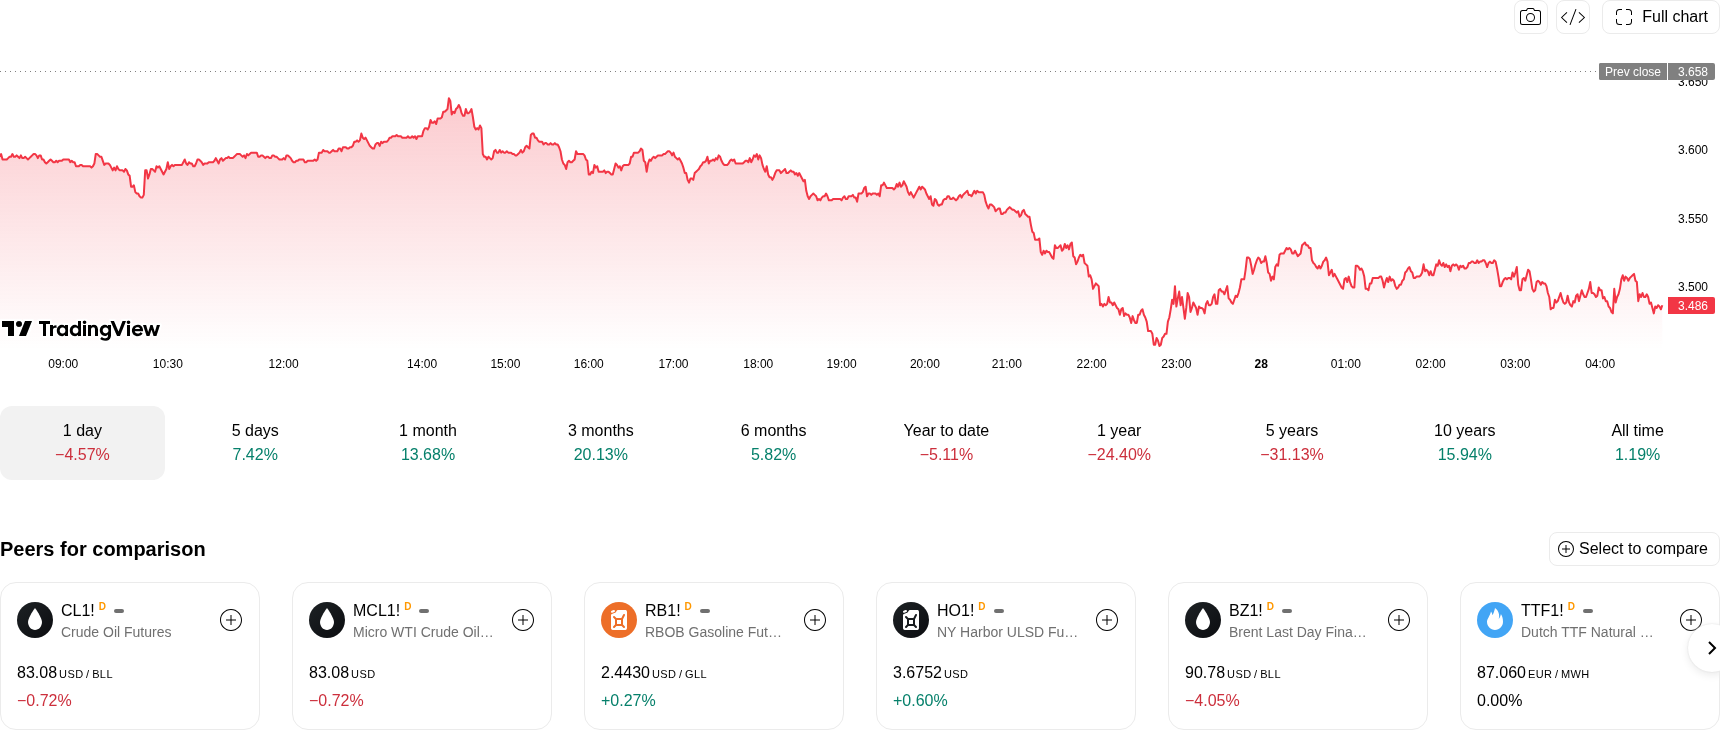 Full chart
Prev close 3.658
3.650
3.600
3.550
3.500
3.486
TradingView
09:00 10:30 12:00 14:00 15:00 16:00 17:00 18:00 19:00 20:00 21:00 22:00 23:00 28 01:00 02:00 03:00 04:00
1 day 5 days 1 month 3 months 6 months Year to date 1 year 5 years 10 years All time
−4.57% 7.42% 13.68% 20.13% 5.82% −5.11% −24.40% −31.13% 15.94% 1.19%
Peers for comparison
Select to compare
CL1! D
Crude Oil Futures
83.08 USD / BLL
−0.72%
MCL1! D
Micro WTI Crude Oil…
83.08 USD
−0.72%
RB1! D
RBOB Gasoline Fut…
2.4430 USD / GLL
+0.27%
HO1! D
NY Harbor ULSD Fu…
3.6752 USD
+0.60%
BZ1! D
Brent Last Day Fina…
90.78 USD / BLL
−4.05%
TTF1! D
Dutch TTF Natural …
87.060 EUR / MWH
0.00%